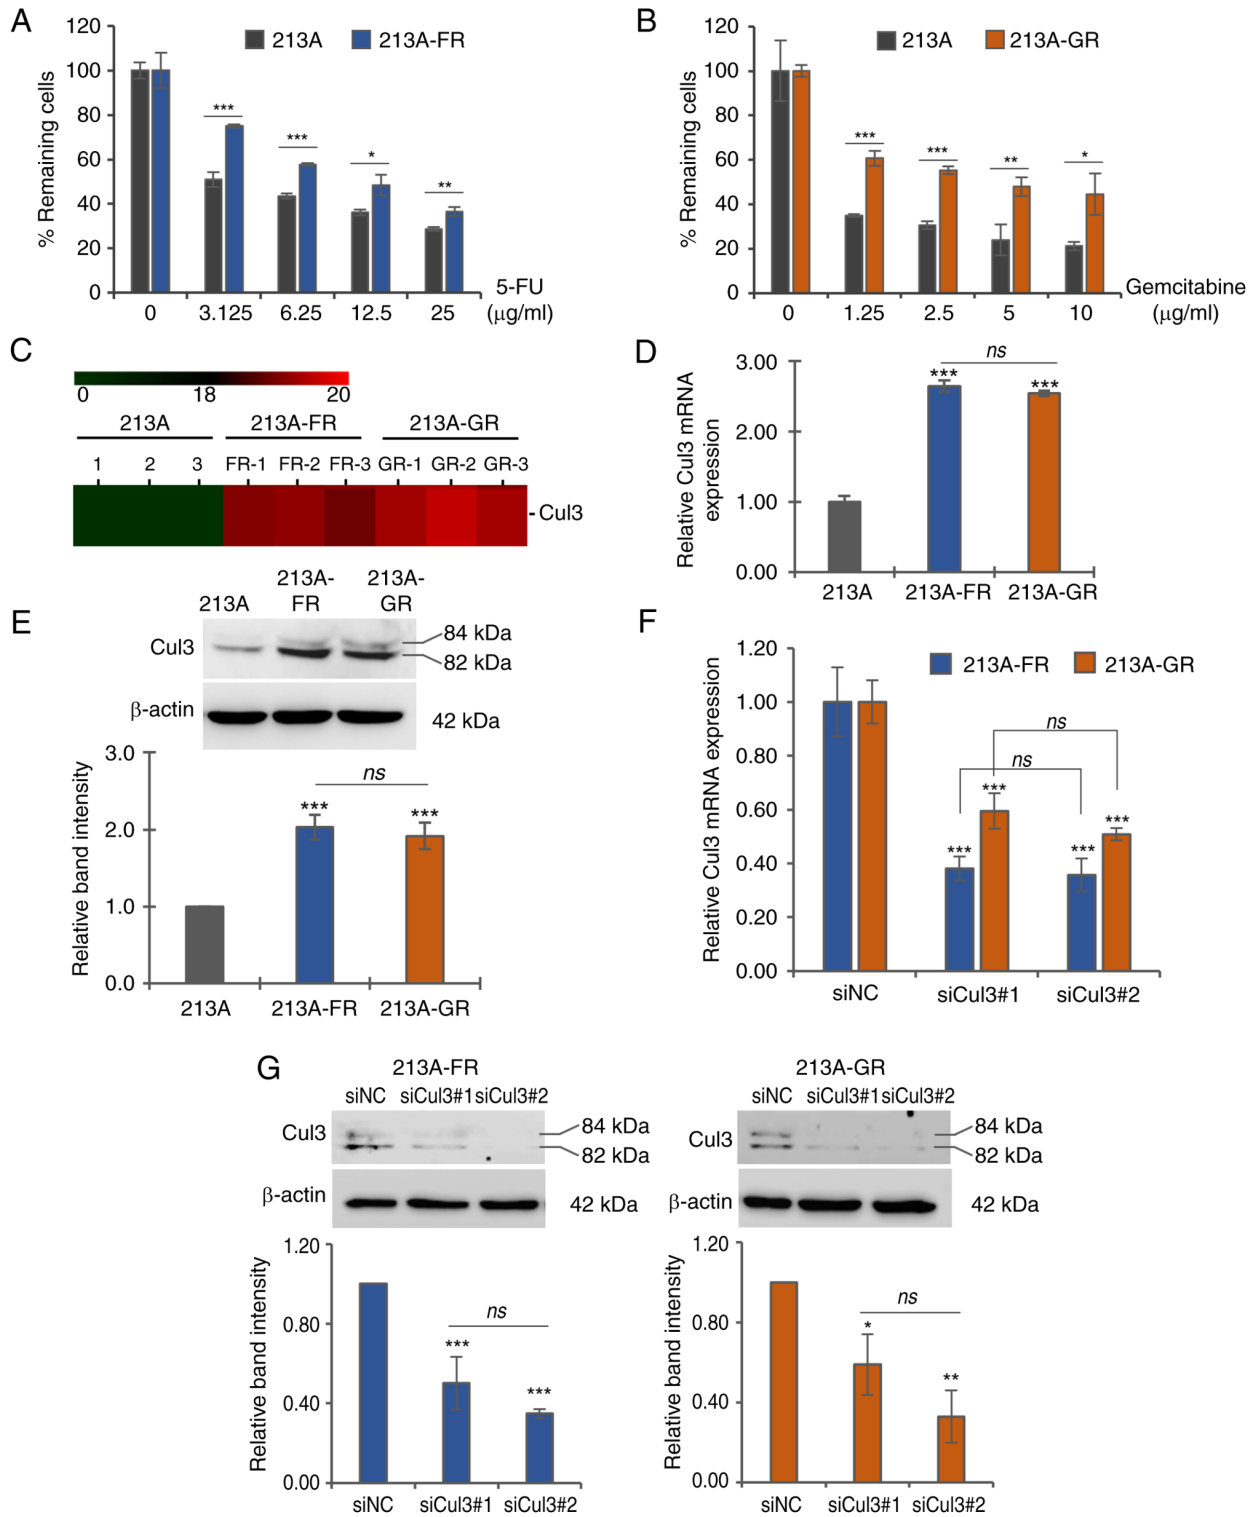 A
120
100
80
60
40
20
0
% Remaining cells
213A 213A-FR
***
***
*
**
0 3.125 6.25 12.5 25
5-FU
(μg/ml)
B
120
100
80
60
40
20
0
% Remaining cells
213A 213A-GR
***
***
**
*
0 1.25 2.5 5 10
Gemcitabine
(μg/ml)
C
0 18 20
213A 213A-FR 213A-GR
1 2 3 FR-1 FR-2 FR-3 GR-1 GR-2 GR-3
Cul3
D
3.00
2.00
1.00
0.00
Relative Cul3 mRNA
expression
ns
*** ***
213A 213A-FR 213A-GR
E
213A 213A-
FR 213A-
GR
Cul3
84 kDa
82 kDa
β-actin
42 kDa
3.0
2.0
1.0
0.0
Relative band intensity
ns
*** ***
213A 213A-FR 213A-GR
F
1.20
1.00
0.80
0.60
0.40
0.20
0.00
Relative Cul3 mRNA expression
213A-FR 213A-GR
ns
ns
*** *** *** ***
siNC siCul3#1 siCul3#2
G
213A-FR
siNC siCul3#1 siCul3#2
Cul3
84 kDa
82 kDa
β-actin
42 kDa
1.20
0.80
0.40
0.00
Relative band intensity
ns
***
***
siNC siCul3#1 siCul3#2
213A-GR
siNC siCul3#1 siCul3#2
Cul3
84 kDa
82 kDa
β-actin
42 kDa
1.20
0.80
0.40
0.00
Relative band intensity
ns
*
**
siNC siCul3#1 siCul3#2